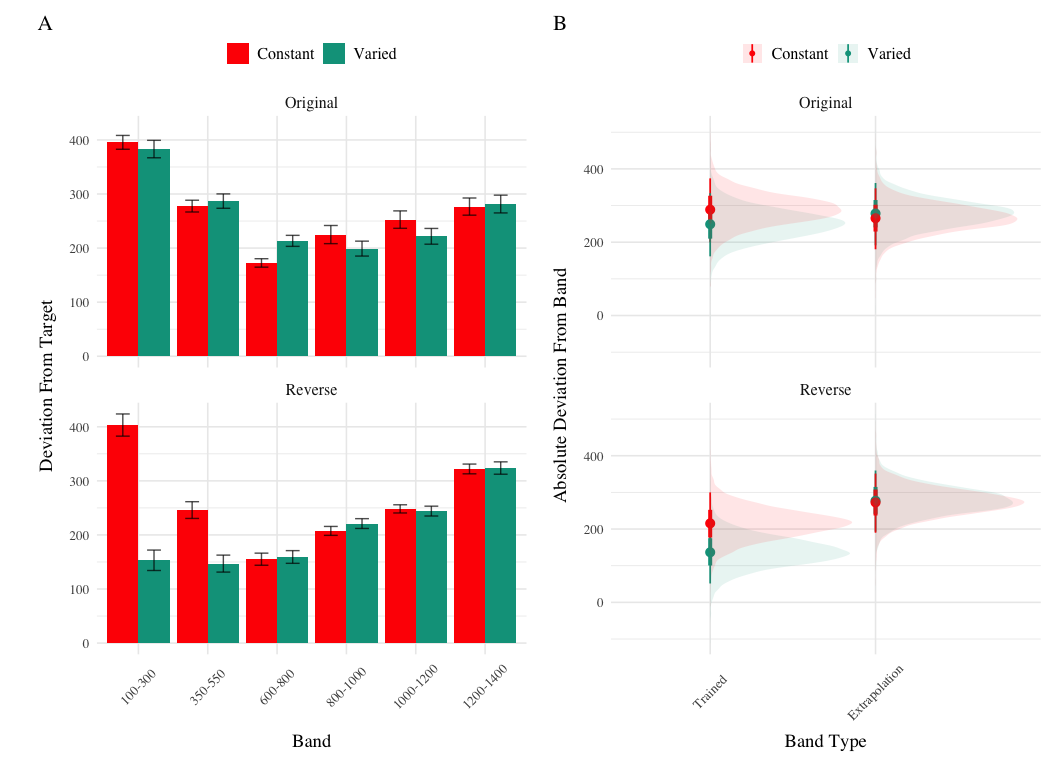 A
Constant Varied
Original
400
300
200
100
0
Reverse
400
300
200
100
0
Deviation From Target
100-300
350-550
600-800
800-1000
1000-1200
1200-1400
Band
B
Constant Varied
Original
400
200
0
Reverse
400
200
0
Absolute Deviation From Band
Trained
Extrapolation
Band Type